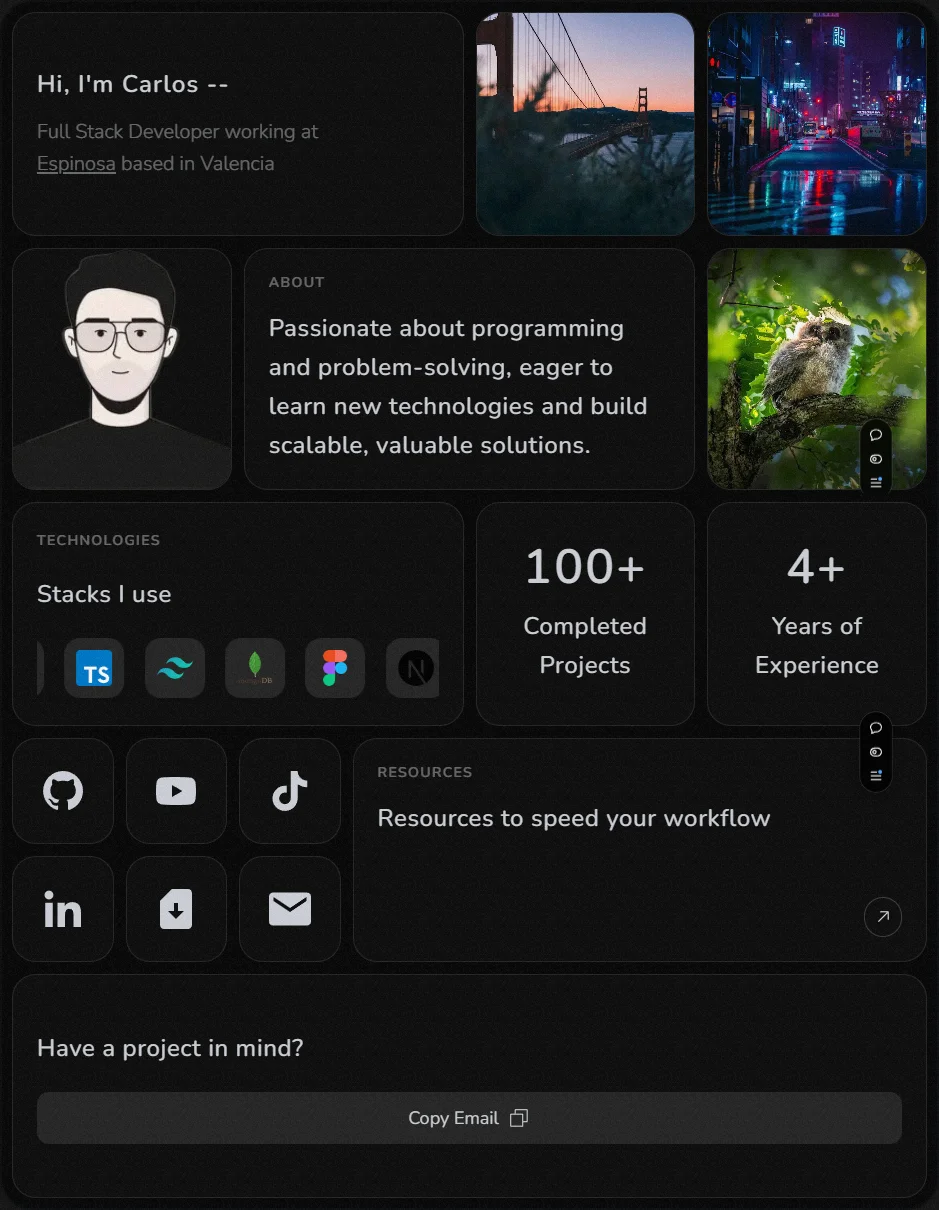 Hi, I'm Carlos --
Full Stack Developer working at
Espinosa based in Valencia
ABOUT
Passionate about programming
and problem-solving, eager to
learn new technologies and build
scalable, valuable solutions.
TECHNOLOGIES
Stacks I use
TS
mongoDB
N
100+
Completed
Projects
4+
Years of
Experience
in
RESOURCES
Resources to speed your workflow
Have a project in mind?
Copy Email